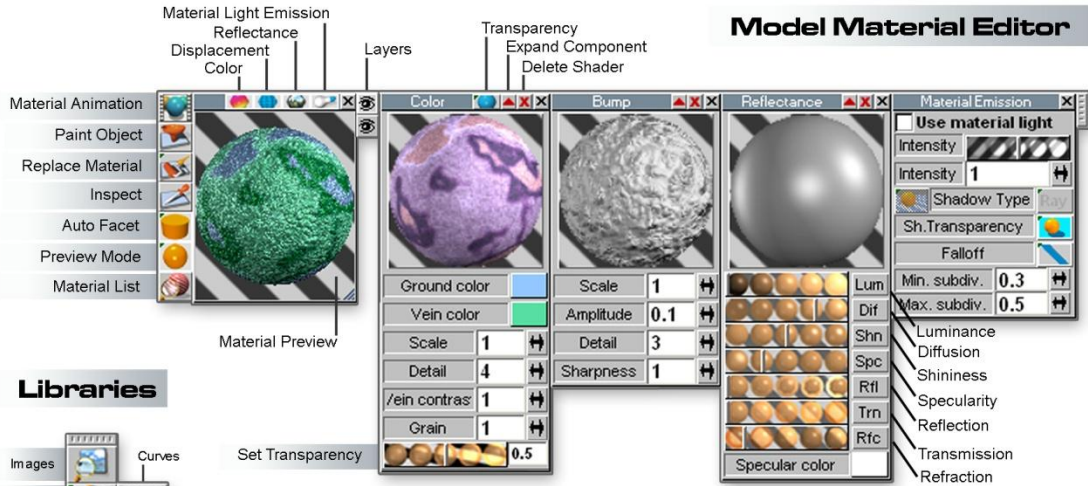 Model Material Editor
Material Light Emission
Reflectance
Displacement
Color
Layers
Transparency
Expand Component
Delete Shader
Material Animation
Paint Object
Replace Material
Inspect
Auto Facet
Preview Mode
Material List
Material Preview
Color
Ground color
Vein color
Scale 1
Detail 4
Vein contras 1
Grain 1
0.5
Set Transparency
Bump
Scale 1
Amplitude 0.1
Detail 3
Sharpness 1
Reflectance
Lum
Dif
Shn
Spc
Rfl
Trn
Rfc
Specular color
Material Emission
Use material light
Intensity
Intensity 1
Shadow Type Ray
Sh.Transparency
Falloff
Min. subdiv. 0.3
Max. subdiv. 0.5
Luminance
Diffusion
Shininess
Specularity
Reflection
Transmission
Refraction
Libraries
Images
Curves